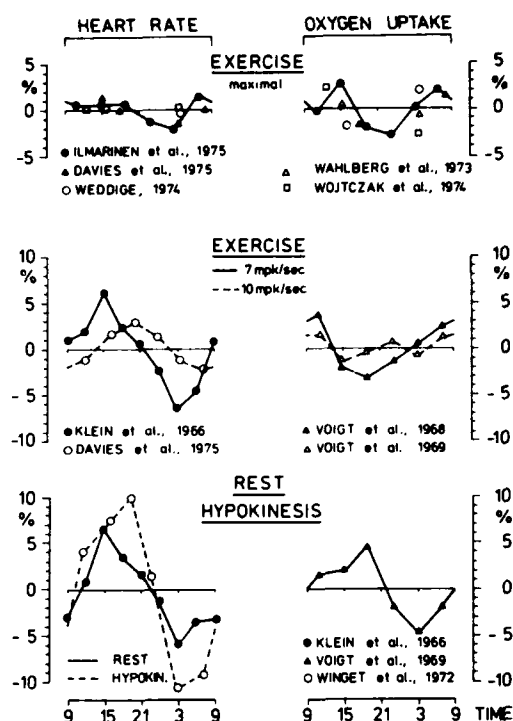 HEART RATE
OXYGEN UPTAKE
EXERCISE
maximal
5
%
0
-5
5
%
0
-5
● ILMARINEN et al., 1975
▲ DAVIES et al., 1975
○ WEDDIGE, 1974
△ WAHLBERG et al., 1973
□ WOJTCZAK et al., 1974
EXERCISE
7 mpk/sec
10 mpk/sec
10
%
5
0
-5
-10
10
%
5
0
-5
-10
● KLEIN et al., 1966
○ DAVIES et al., 1975
▲ VOIGT et al., 1968
△ VOIGT et al., 1969
REST
HYPOKINESIS
10
%
5
0
-5
-10
10
%
5
0
-5
-10
REST
HYPOKIN.
● KLEIN et al., 1966
▲ VOIGT et al., 1969
○ WINGET et al., 1972
9 15 21 3 9
9 15 21 3 9 TIME